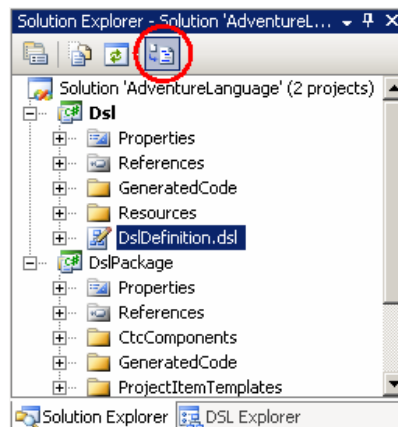 Solution Explorer - Solution 'AdventureL...
Solution 'AdventureLanguage' (2 projects)
Dsl
Properties
References
GeneratedCode
Resources
DslDefinition.dsl
DslPackage
Properties
References
CtcComponents
GeneratedCode
ProjectItemTemplates
Solution Explorer DSL Explorer